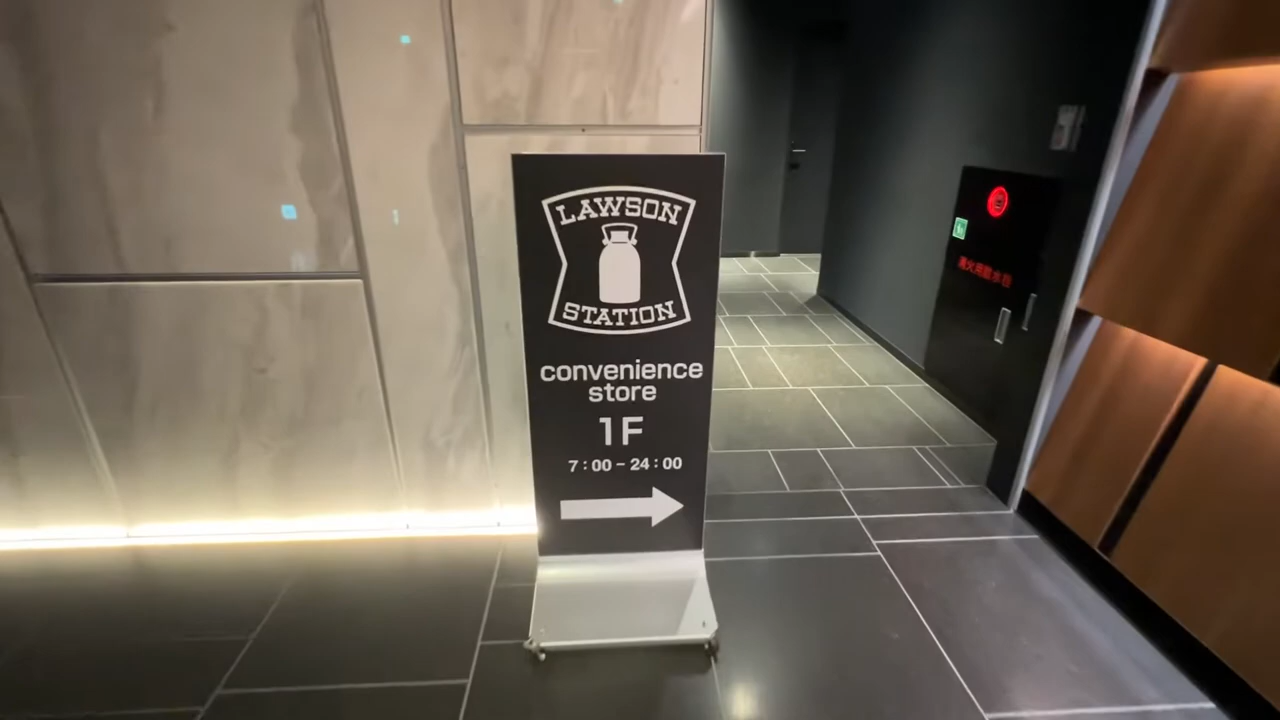 LAWSON
STATION
convenience
store
1F
7:00-24:00
消火用散水栓